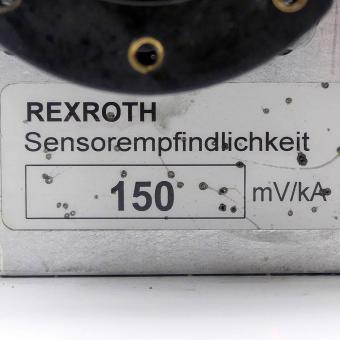 REXROTH
Sensorempfindlichkeit
150 mV/kA